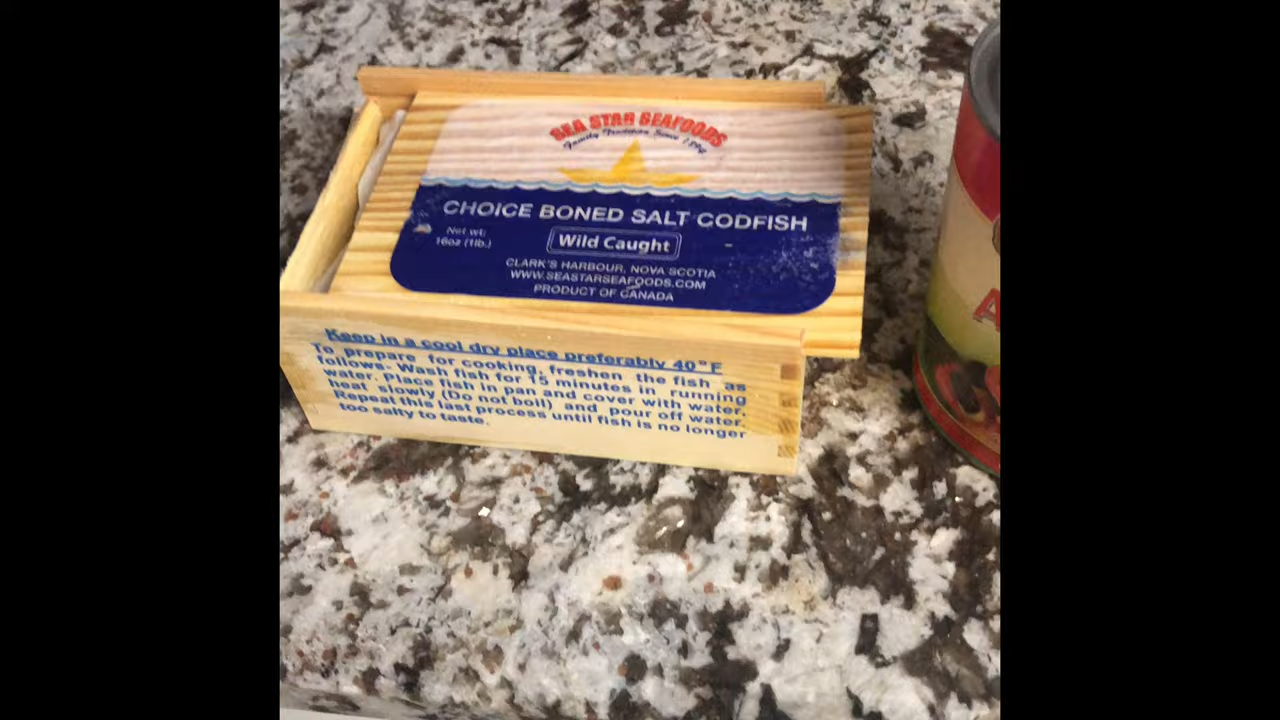 SEA STAR SEAFOODS
Family Tradition Since
CHOICE BONED SALT CODFISH
Net wt:
16oz (1lb.)
Wild Caught
CLARK'S HARBOUR, NOVA SCOTIA
WWW.SEASTARSEAFOODS.COM
PRODUCT OF CANADA
Keep in a cool dry place preferably 40°F
To prepare for cooking, freshen the fish as
follows- Wash fish for 15 minutes in running
water. Place fish in pan and cover with water,
heat slowly (Do not boil) and pour off water.
Repeat this last process until fish is no longer
too salty to taste.
A